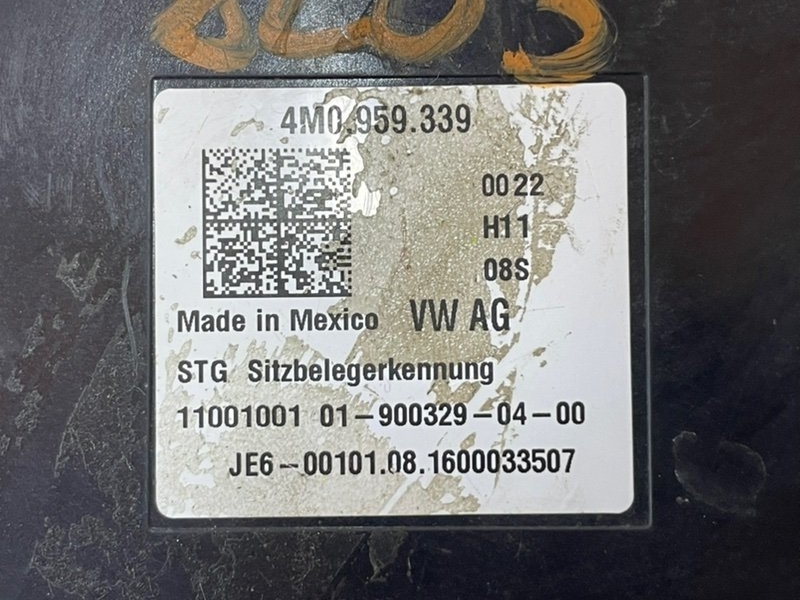 4M0.959.339
0022
H11
08S
Made in Mexico VW AG
STG Sitzbelegerkennung
11001001 01-900329-04-00
JE6-00101.08.1600033507